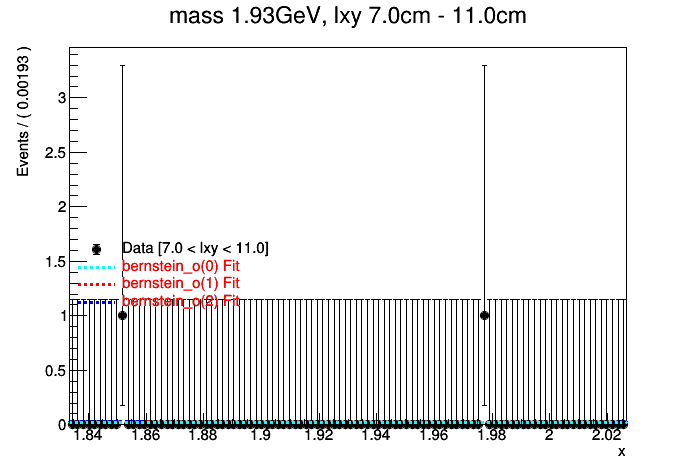 mass 1.93GeV, lxy 7.0cm - 11.0cm
Events / ( 0.00193 )
3
2.5
2
1.5
1
0.5
0
Data [7.0 < lxy < 11.0]
bernstein_o(0) Fit
bernstein_o(1) Fit
bernstein_o(2) Fit
1.84 1.86 1.88 1.9 1.92 1.94 1.96 1.98 2 2.02
x